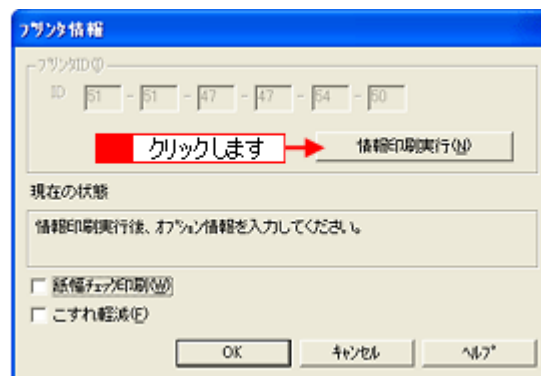 プリンタ情報
プリンタID(I)
ID 51 - 51 - 47 - 47 - 54 - 50
クリックします
情報印刷実行(N)
現在の状態
情報印刷実行後、オプション情報を入力してください。
紙幅チェック印刷(W)
こすれ軽減(F)
OK キャンセル ヘルプ